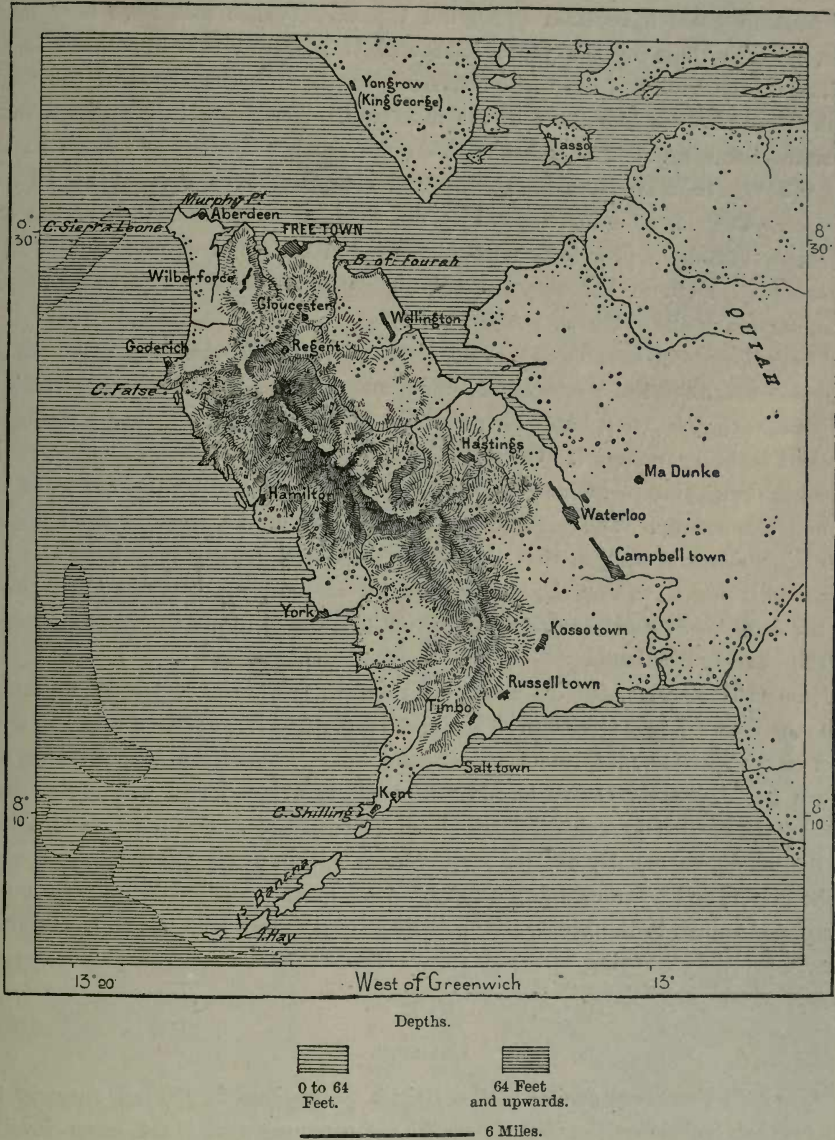 Yongrow
(King George)
Tasso
Murphy Pt
Aberdeen
C. Sierra Leone
FREE TOWN
8°
30'
8°
30'
B. of Fourah
Wilberforce
Gloucester
Wellington
QUIAH
Goderich
Regent
C. False
Hastings
Ma Dunke
Hamilton
Waterloo
Campbell town
York
Kosso town
Russell town
Timbo
Salt town
Kent
C. Shilling
8°
10'
8°
10'
Is Banana
I. Hay
13°20'
West of Greenwich
13°
Depths.
0 to 64
Feet.
64 Feet
and upwards.
6 Miles.